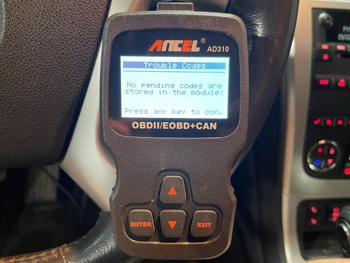 ANCEL
AD310
Trouble Codes
No pending codes are
stored in the module!
Press any key to con.
OBDII/EOBD+CAN
ENTER
EXIT